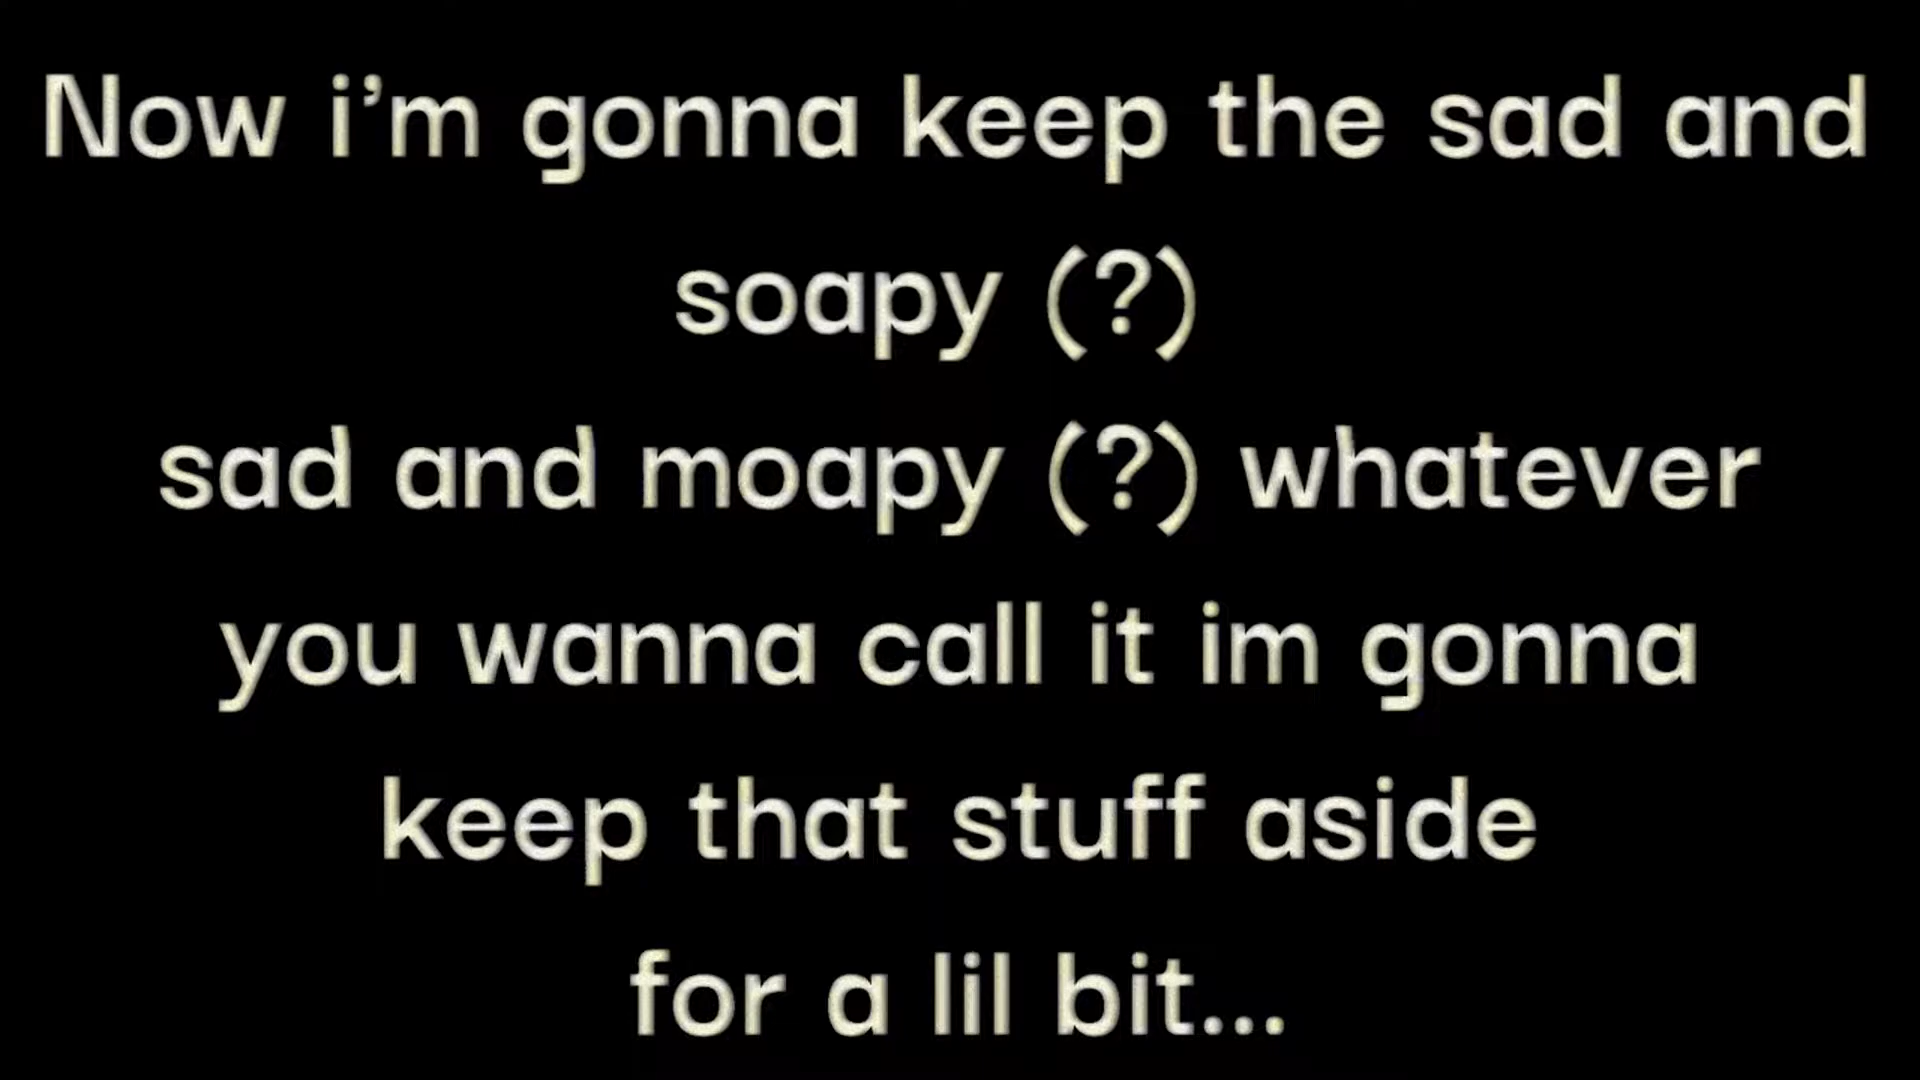 Now i’m gonna keep the sad and
soapy (?)
sad and moapy (?) whatever
you wanna call it im gonna
keep that stuff aside
for a lil bit...